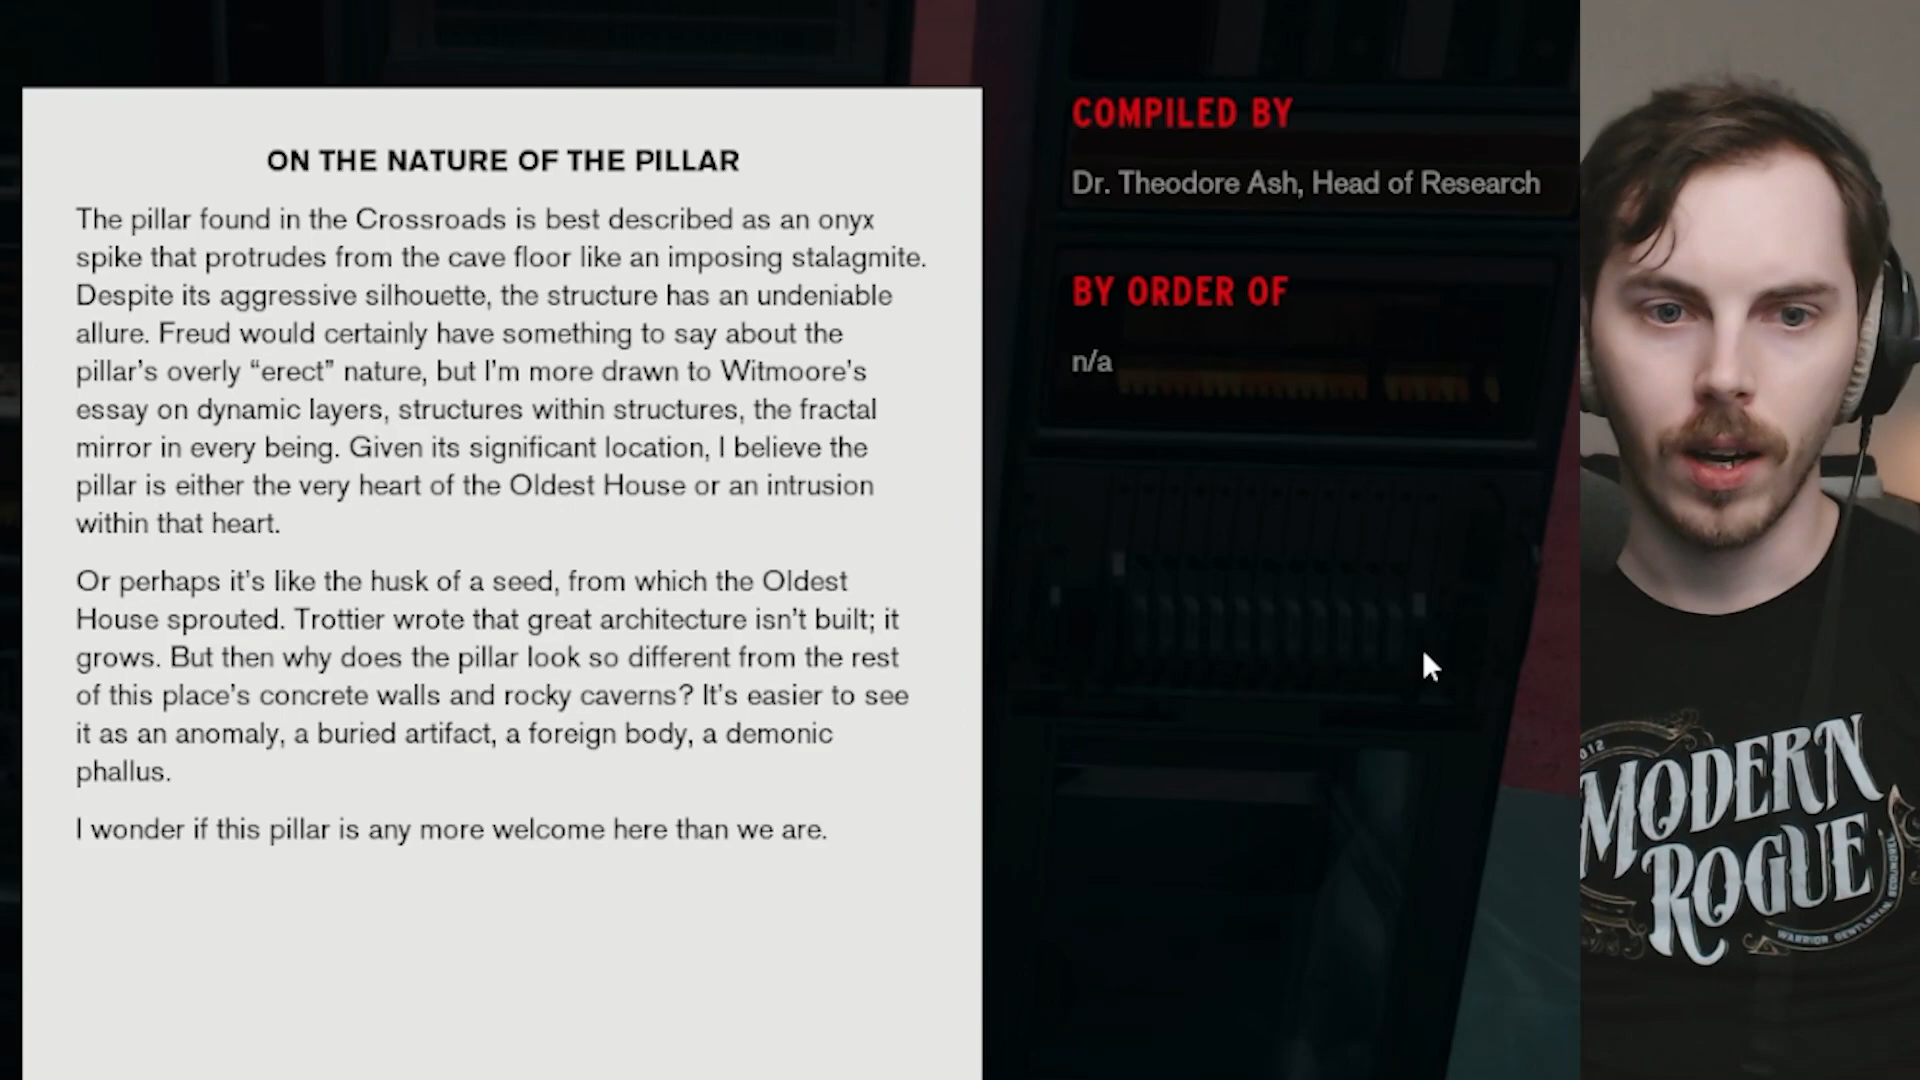 ON THE NATURE OF THE PILLAR
The pillar found in the Crossroads is best described as an onyx
spike that protrudes from the cave floor like an imposing stalagmite.
Despite its aggressive silhouette, the structure has an undeniable
allure. Freud would certainly have something to say about the
pillar’s overly “erect” nature, but I’m more drawn to Witmoore’s
essay on dynamic layers, structures within structures, the fractal
mirror in every being. Given its significant location, I believe the
pillar is either the very heart of the Oldest House or an intrusion
within that heart.
Or perhaps it’s like the husk of a seed, from which the Oldest
House sprouted. Trottier wrote that great architecture isn’t built; it
grows. But then why does the pillar look so different from the rest
of this place’s concrete walls and rocky caverns? It’s easier to see
it as an anomaly, a buried artifact, a foreign body, a demonic
phallus.
I wonder if this pillar is any more welcome here than we are.
COMPILED BY
Dr. Theodore Ash, Head of Research
BY ORDER OF
n/a
MODERN
ROGUE
WARRIOR GENTLEMAN SCOUNDREL